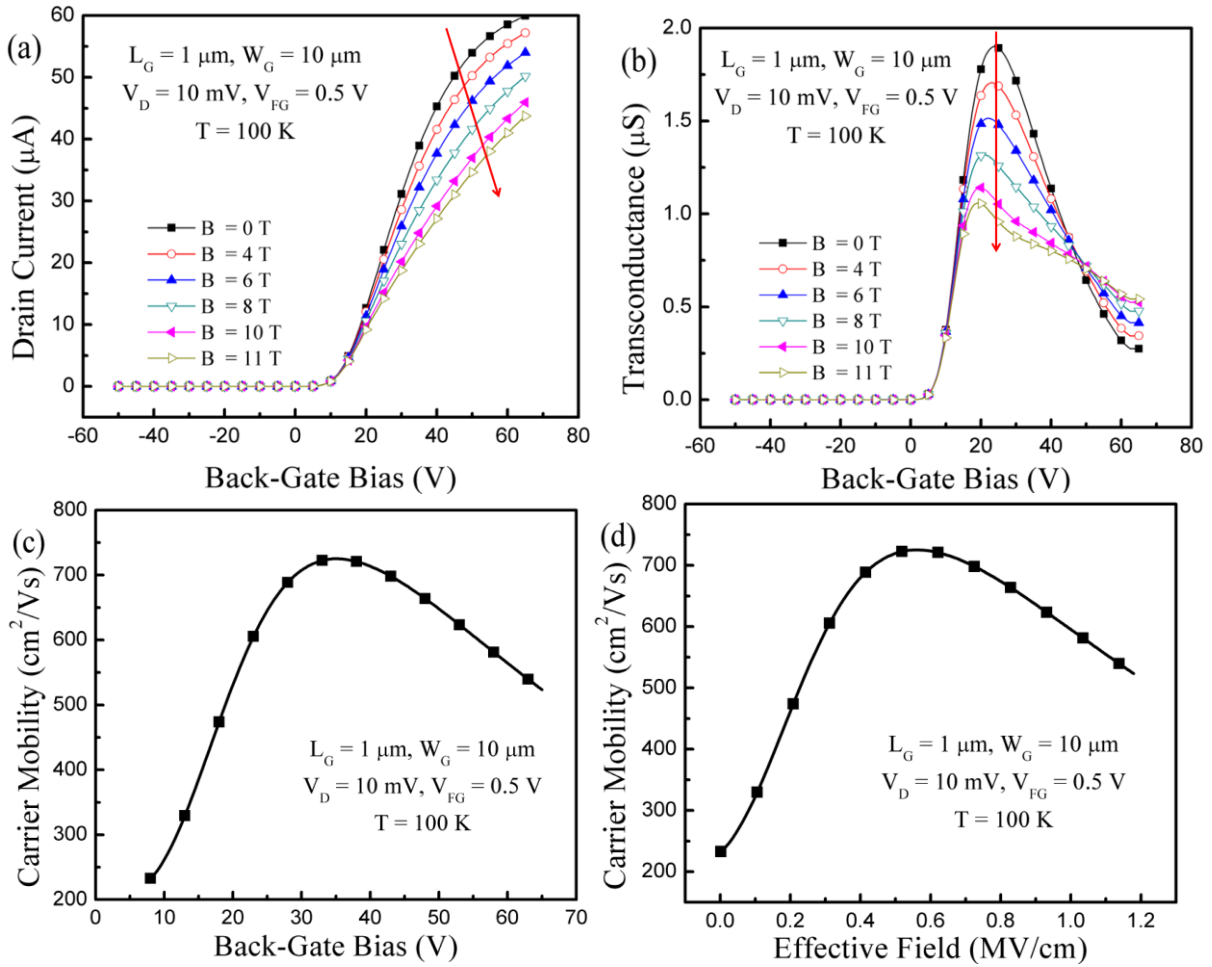 (a)
L_G = 1 μm, W_G = 10 μm
V_D = 10 mV, V_FG = 0.5 V
T = 100 K
B = 0 T
B = 4 T
B = 6 T
B = 8 T
B = 10 T
B = 11 T
Drain Current (μA)
60
50
40
30
20
10
0
-60 -40 -20 0 20 40 60 80
Back-Gate Bias (V)
(b)
L_G = 1 μm, W_G = 10 μm
V_D = 10 mV, V_FG = 0.5 V
T = 100 K
B = 0 T
B = 4 T
B = 6 T
B = 8 T
B = 10 T
B = 11 T
Transconductance (μS)
2.0
1.5
1.0
0.5
0.0
-60 -40 -20 0 20 40 60 80
Back-Gate Bias (V)
(c)
L_G = 1 μm, W_G = 10 μm
V_D = 10 mV, V_FG = 0.5 V
T = 100 K
Carrier Mobility (cm²/Vs)
800
700
600
500
400
300
200
0 10 20 30 40 50 60 70
Back-Gate Bias (V)
(d)
L_G = 1 μm, W_G = 10 μm
V_D = 10 mV, V_FG = 0.5 V
T = 100 K
Carrier Mobility (cm²/Vs)
800
700
600
500
400
300
200
0.0 0.2 0.4 0.6 0.8 1.0 1.2
Effective Field (MV/cm)